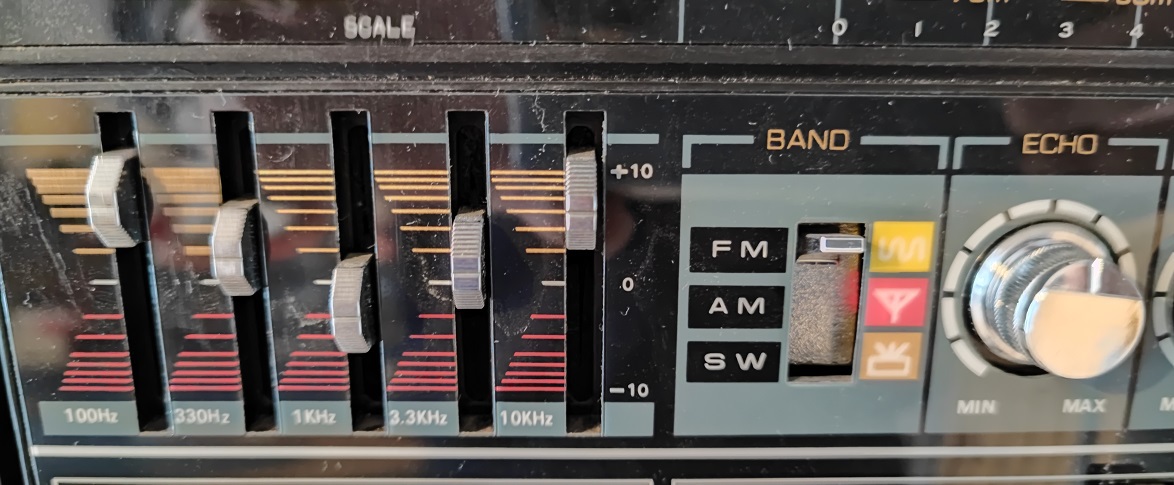 SCALE
0 1 2 3 4
BAND
ECHO
+10
FM
0
AM
SW
-10
MIN MAX
100Hz 330Hz 1KHz 3.3KHz 10KHz